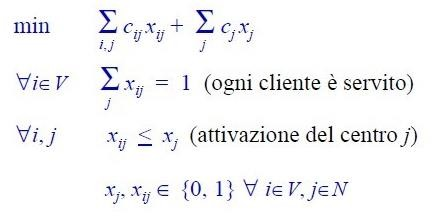 min ∑ c_ij x_ij + ∑ c_j x_j
i,j j
∀i∈V ∑ x_ij = 1 (ogni cliente è servito)
j
∀i,j x_ij ≤ x_j (attivazione del centro j)
x_j, x_ij ∈ {0, 1} ∀ i∈V, j∈N